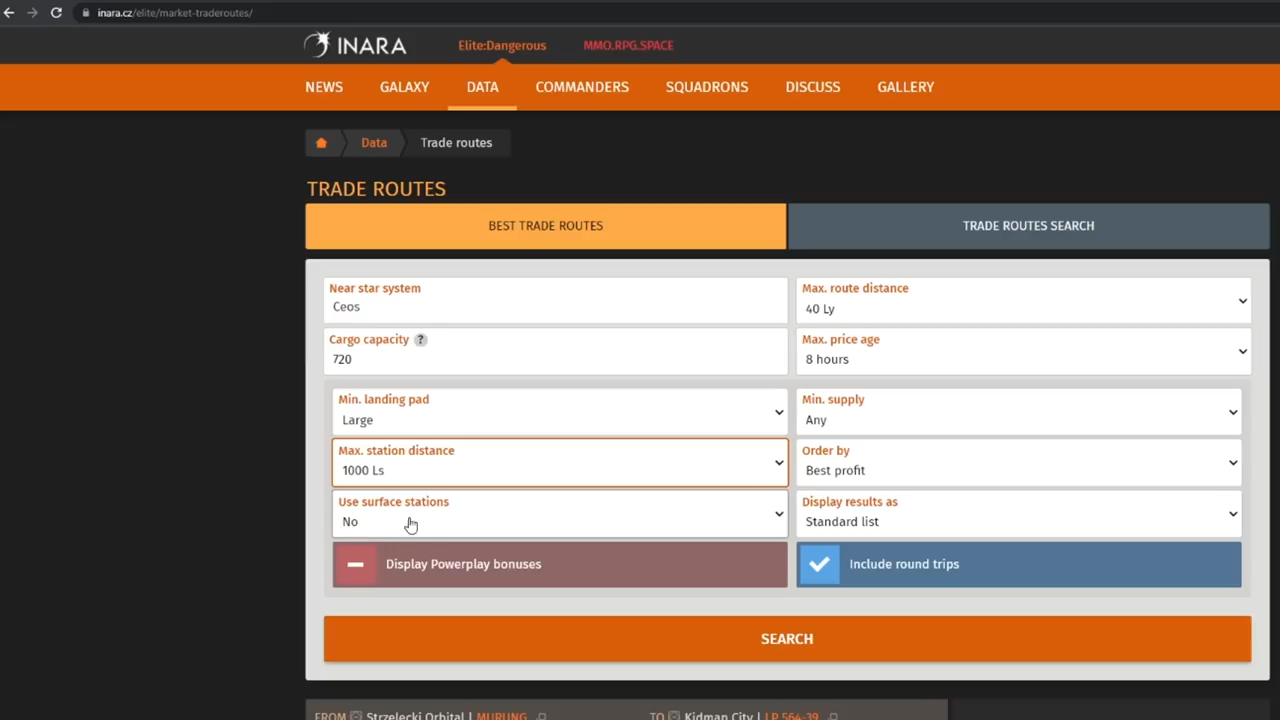 inara.cz/elite/market-traderoutes/
INARA
Elite:Dangerous
MMO.RPG.SPACE
NEWS
GALAXY
DATA
COMMANDERS
SQUADRONS
DISCUSS
GALLERY
Data
Trade routes
TRADE ROUTES
BEST TRADE ROUTES
TRADE ROUTES SEARCH
Near star system
Ceos
Max. route distance
40 Ly
Cargo capacity ?
720
Max. price age
8 hours
Min. landing pad
Large
Min. supply
Any
Max. station distance
1000 Ls
Order by
Best profit
Use surface stations
No
Display results as
Standard list
Display Powerplay bonuses
Include round trips
SEARCH
FROM Strzelecki Orbital | MURUNG
TO Kidman City | LP 564-39